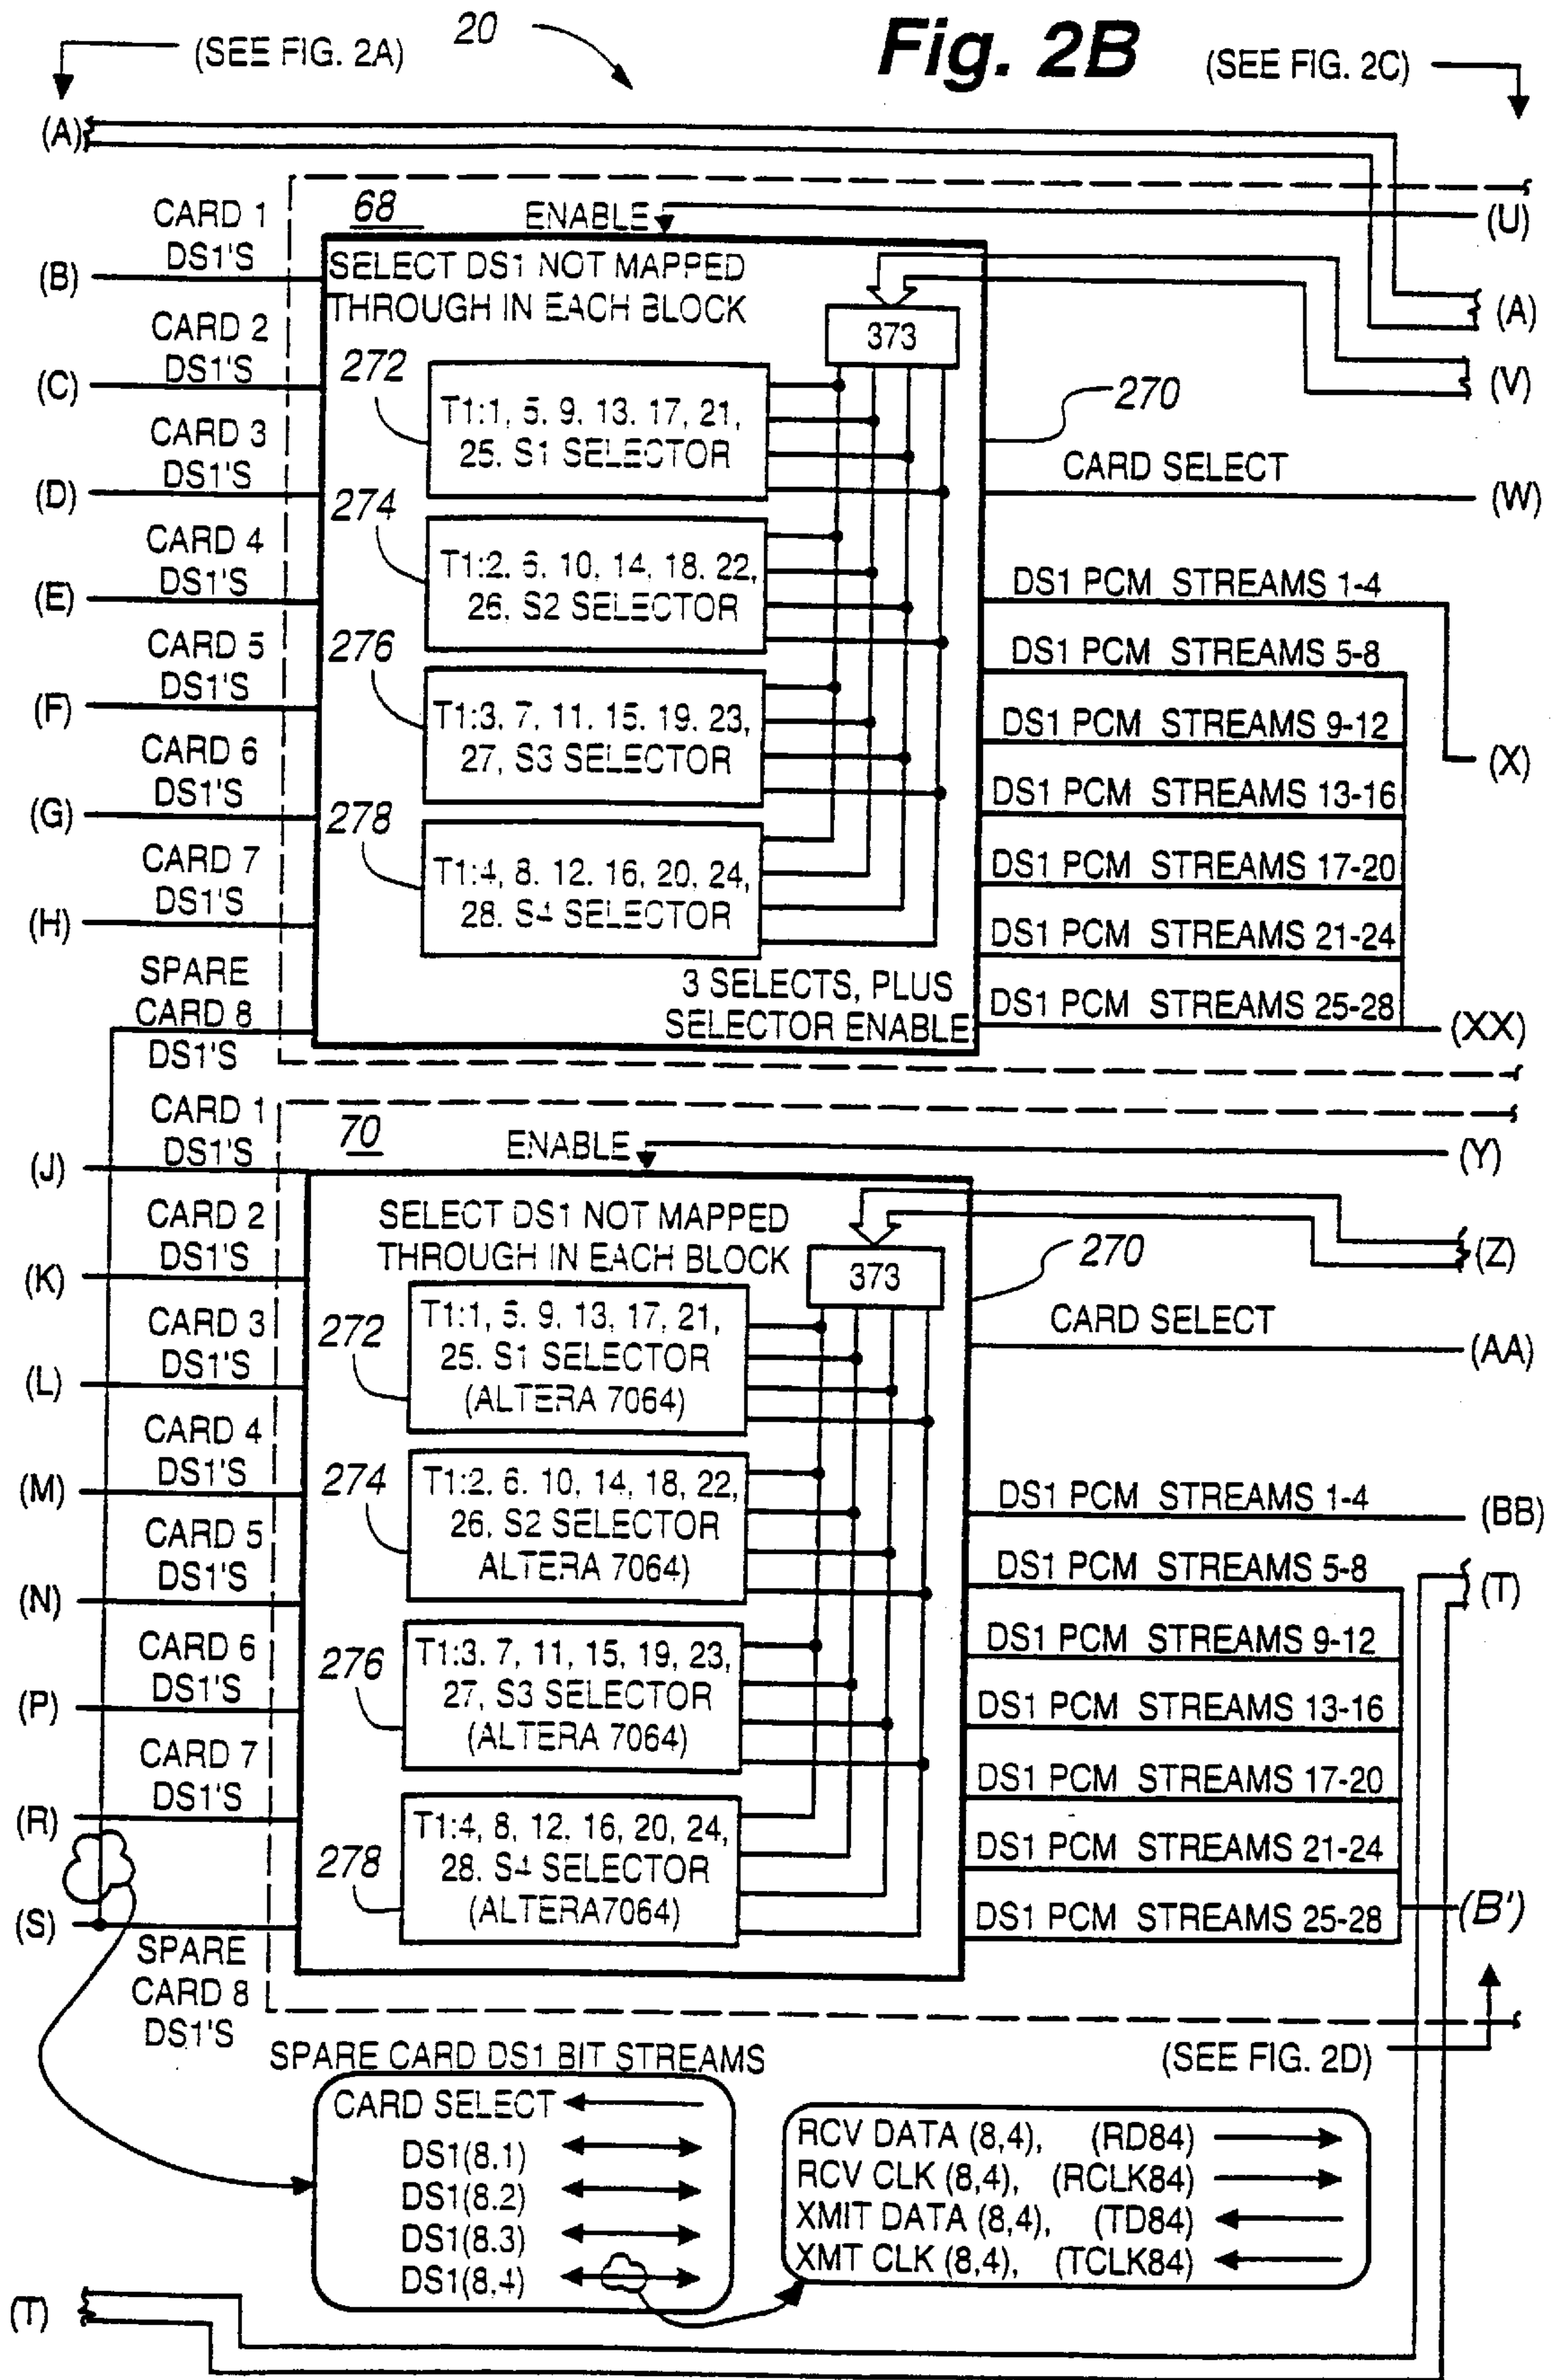 (SEE FIG. 2A)
20
Fig. 2B
(SEE FIG. 2C)
(A)
68
ENABLE
(U)
CARD 1
DS1'S
(B)
SELECT DS1 NOT MAPPED
THROUGH IN EACH BLOCK
373
(A)
(V)
CARD 2
DS1'S
(C)
272
T1:1, 5. 9. 13. 17, 21,
25. S1 SELECTOR
270
CARD 3
DS1'S
(D)
CARD SELECT
(W)
274
T1:2. 6. 10, 14, 18. 22,
26, S2 SELECTOR
CARD 4
DS1'S
(E)
DS1 PCM STREAMS 1-4
CARD 5
DS1'S
(F)
276
T1:3, 7, 11. 15. 19. 23,
27, S3 SELECTOR
DS1 PCM STREAMS 5-8
DS1 PCM STREAMS 9-12
(X)
CARD 6
DS1'S
(G)
DS1 PCM STREAMS 13-16
278
T1:4, 8. 12. 16, 20, 24,
28. S4 SELECTOR
CARD 7
DS1'S
(H)
DS1 PCM STREAMS 17-20
DS1 PCM STREAMS 21-24
SPARE
CARD 8
DS1'S
3 SELECTS, PLUS
SELECTOR ENABLE
DS1 PCM STREAMS 25-28
(XX)
CARD 1
DS1'S
(J)
70
ENABLE
(Y)
SELECT DS1 NOT MAPPED
THROUGH IN EACH BLOCK
373
270
(Z)
CARD 2
DS1'S
(K)
272
T1:1, 5. 9. 13, 17, 21,
25. S1 SELECTOR
(ALTERA 7064)
CARD SELECT
(AA)
CARD 3
DS1'S
(L)
CARD 4
DS1'S
(M)
274
T1:2, 6. 10, 14, 18, 22,
26, S2 SELECTOR
ALTERA 7064)
DS1 PCM STREAMS 1-4
(BB)
CARD 5
DS1'S
(N)
DS1 PCM STREAMS 5-8
(T)
CARD 6
DS1'S
(P)
276
T1:3. 7, 11, 15, 19, 23,
27, S3 SELECTOR
(ALTERA 7064)
DS1 PCM STREAMS 9-12
DS1 PCM STREAMS 13-16
CARD 7
DS1'S
(R)
DS1 PCM STREAMS 17-20
278
T1:4, 8, 12. 16, 20, 24,
28. S4 SELECTOR
(ALTERA7064)
DS1 PCM STREAMS 21-24
DS1 PCM STREAMS 25-28
(B')
(S)
SPARE
CARD 8
DS1'S
(SEE FIG. 2D)
SPARE CARD DS1 BIT STREAMS
CARD SELECT
DS1(8.1)
DS1(8.2)
DS1(8.3)
DS1(8,4)
RCV DATA (8,4), (RD84)
RCV CLK (8,4), (RCLK84)
XMIT DATA (8,4), (TD84)
XMT CLK (8,4), (TCLK84)
(T)